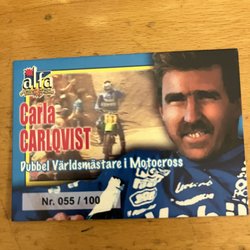 alfa
Carla
CARLQVIST
Dubbel Världsmästare i Motocross
Nr. 055 / 100